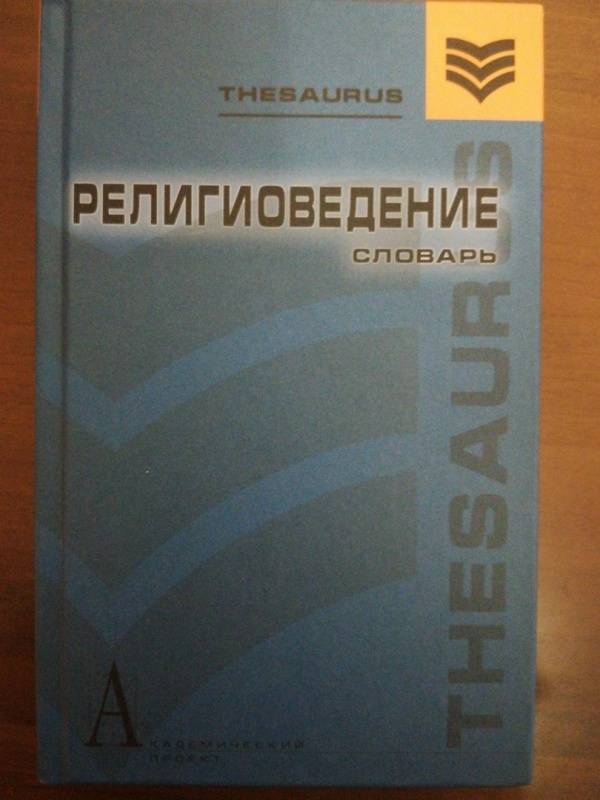 THESAURUS
РЕЛИГИОВЕДЕНИЕ
СЛОВАРЬ
THESAURUS
АКАДЕМИЧЕСКИЙ
ПРОЕКТ